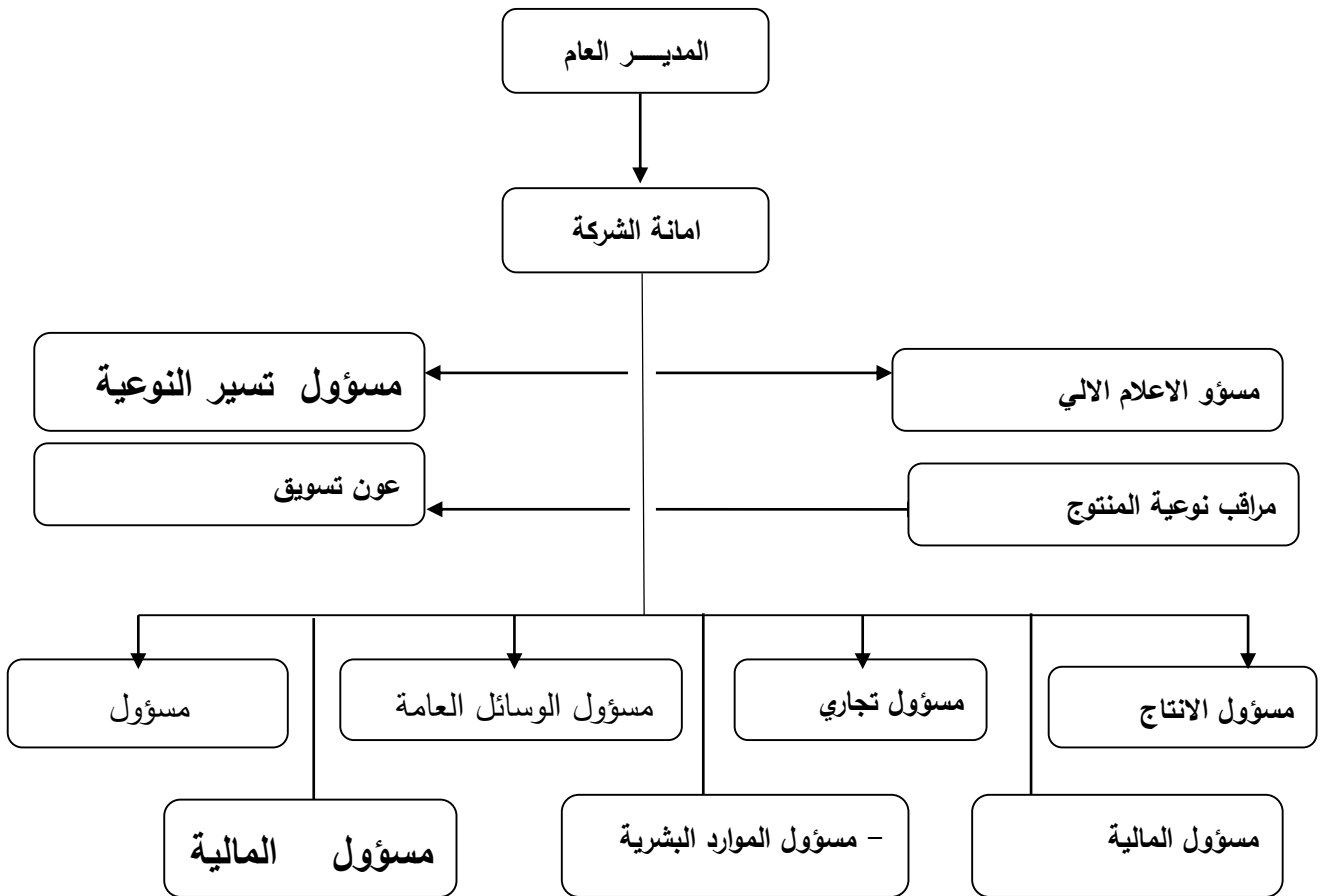 المديـــر العام
امانة الشركة
مسؤو الاعلام الالي
مسؤول تسير النوعية
مراقب نوعية المنتوج
عون تسويق
مسؤول الانتاج
مسؤول تجاري
مسؤول الوسائل العامة
مسؤول
مسؤول المالية
– مسؤول الموارد البشرية
مسؤول المالية